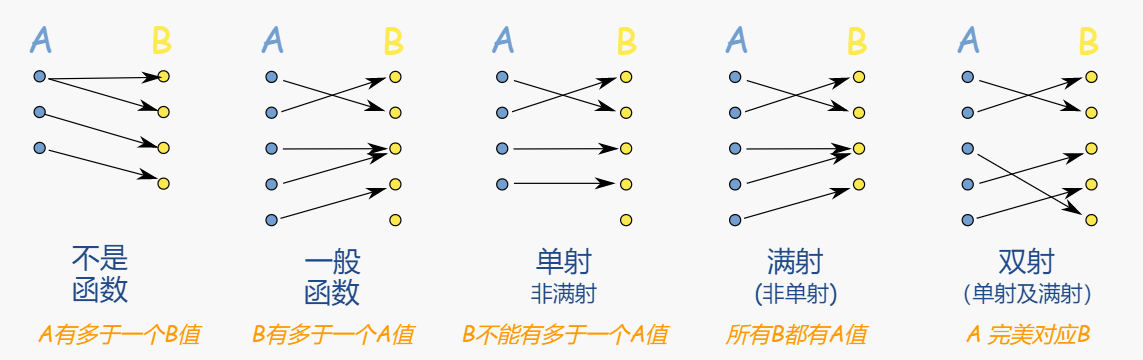 A B
A B
A B
A B
A B
不是
函数
一般
函数
单射
非满射
满射
(非单射)
双射
(单射及满射)
A有多于一个B值
B有多于一个A值
B不能有多于一个A值
所有B都有A值
A 完美对应B